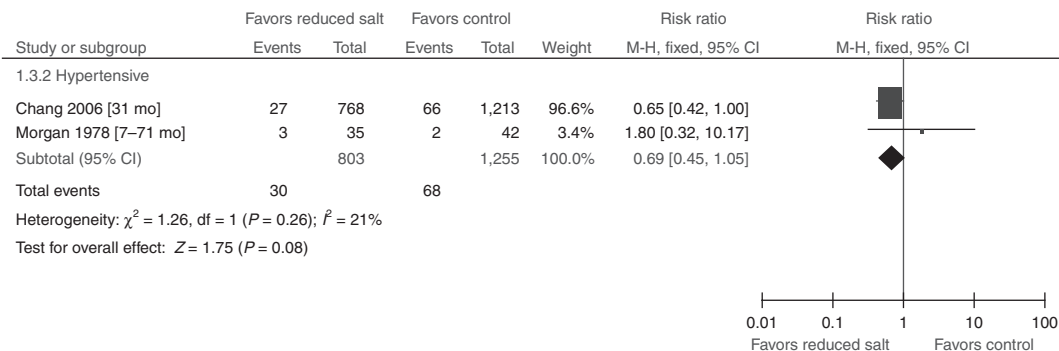 Favors reduced salt Favors control Risk ratio Risk ratio
Study or subgroup Events Total Events Total Weight M-H, fixed, 95% CI M-H, fixed, 95% CI
1.3.2 Hypertensive
Chang 2006 [31 mo] 27 768 66 1,213 96.6% 0.65 [0.42, 1.00]
Morgan 1978 [7–71 mo] 3 35 2 42 3.4% 1.80 [0.32, 10.17]
Subtotal (95% CI) 803 1,255 100.0% 0.69 [0.45, 1.05]
Total events 30 68
Heterogeneity: χ² = 1.26, df = 1 (P = 0.26); I² = 21%
Test for overall effect: Z = 1.75 (P = 0.08)
0.01 0.1 1 10 100
Favors reduced salt Favors control